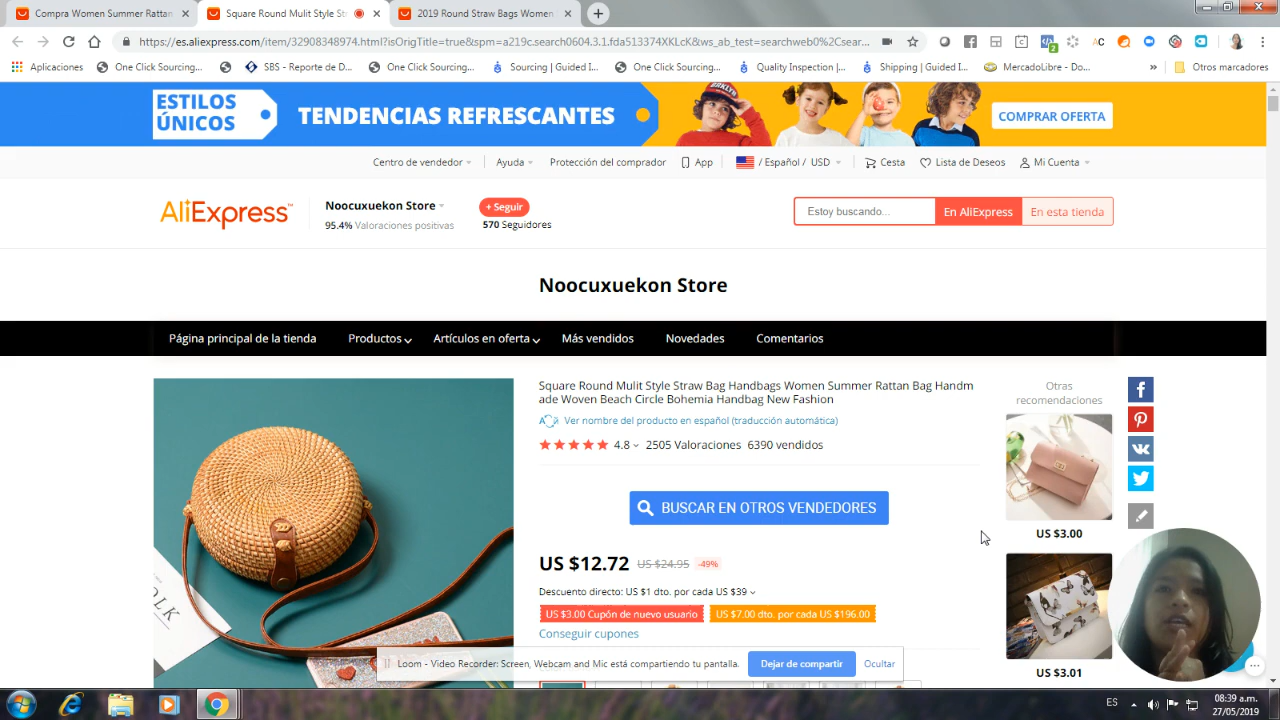 Compra Women Summer Rattan
Square Round Mulit Style St
2019 Round Straw Bags Women
https://es.aliexpress.com/item/32908348974.html?isOrigTitle=true&spm=a219c.search0604.3.1.fda513374XKLcK&ws_ab_test=searchweb0%2Csear...
Aplicaciones
One Click Sourcing...
SBS - Reporte de D...
One Click Sourcing...
Sourcing | Guided I...
One Click Sourcing...
Quality Inspection |...
Shipping | Guided I...
MercadoLibre - Do...
»
Otros marcadores
ESTILOS
ÚNICOS
TENDENCIAS REFRESCANTES
BRKLYN
COMPRAR OFERTA
Centro de vendedor
Ayuda
Protección del comprador
App
/ Español / USD
Cesta
Lista de Deseos
Mi Cuenta
AliExpress™
Noocuxuekon Store
95.4% Valoraciones positivas
+ Seguir
570 Seguidores
Estoy buscando...
En AliExpress
En esta tienda
Noocuxuekon Store
Página principal de la tienda
Productos
Artículos en oferta
Más vendidos
Novedades
Comentarios
Square Round Mulit Style Straw Bag Handbags Women Summer Rattan Bag Handm
ade Woven Beach Circle Bohemia Handbag New Fashion
Ver nombre del producto en español (traducción automática)
4.8
2505 Valoraciones
6390 vendidos
BUSCAR EN OTROS VENDEDORES
US $12.72
US $24.95
-49%
Descuento directo: US $1 dto. por cada US $39
US $3.00 Cupón de nuevo usuario
US $7.00 dto. por cada US $196.00
Conseguir cupones
Otras
recomendaciones
US $3.00
US $3.01
Loom - Video Recorder: Screen, Webcam and Mic está compartiendo tu pantalla.
Dejar de compartir
Ocultar
ES
08:39 a.m.
27/05/2019